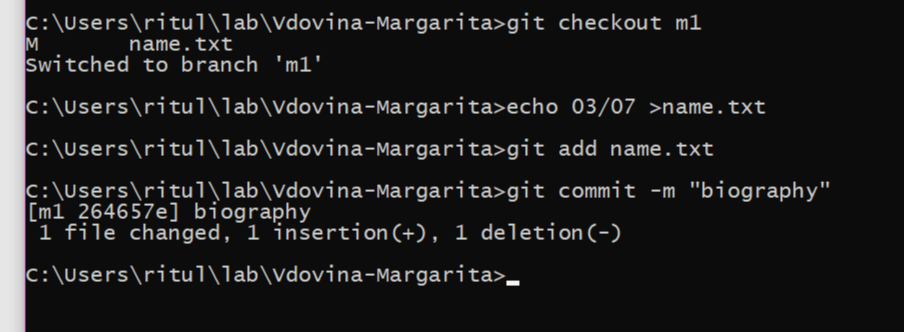 C:\Users\ritul\lab\Vdovina-Margarita>git checkout m1
M       name.txt
Switched to branch 'm1'
C:\Users\ritul\lab\Vdovina-Margarita>echo 03/07 >name.txt
C:\Users\ritul\lab\Vdovina-Margarita>git add name.txt
C:\Users\ritul\lab\Vdovina-Margarita>git commit -m "biography"
[m1 264657e] biography
 1 file changed, 1 insertion(+), 1 deletion(-)
C:\Users\ritul\lab\Vdovina-Margarita>